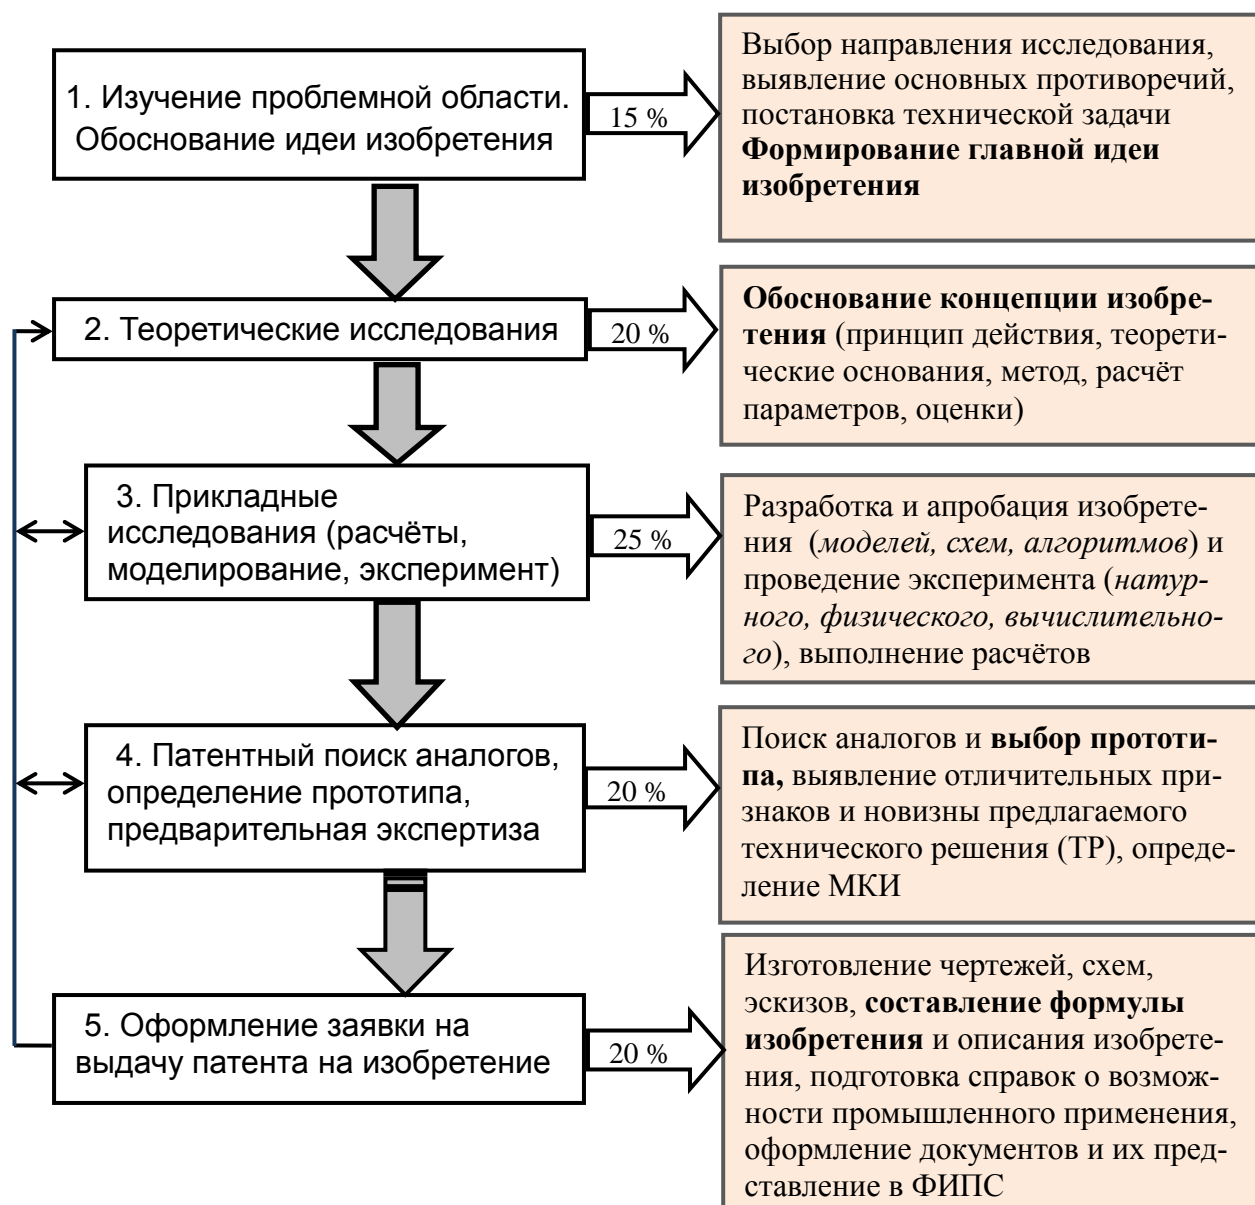 1. Изучение проблемной области.
Обоснование идеи изобретения
15 %
Выбор направления исследования,
выявление основных противоречий,
постановка технической задачи
Формирование главной идеи
изобретения
2. Теоретические исследования
20 %
Обоснование концепции изобре-
тения (принцип действия, теорети-
ческие основания, метод, расчёт
параметров, оценки)
3. Прикладные
исследования (расчёты,
моделирование, эксперимент)
25 %
Разработка и апробация изобрете-
ния (моделей, схем, алгоритмов) и
проведение эксперимента (натур-
ного, физического, вычислительно-
го), выполнение расчётов
4. Патентный поиск аналогов,
определение прототипа,
предварительная экспертиза
20 %
Поиск аналогов и выбор прототи-
па, выявление отличительных при-
знаков и новизны предлагаемого
технического решения (ТР), опреде-
ление МКИ
5. Оформление заявки на
выдачу патента на изобретение
20 %
Изготовление чертежей, схем,
эскизов, составление формулы
изобретения и описания изобрете-
ния, подготовка справок о возмож-
ности промышленного применения,
оформление документов и их пред-
ставление в ФИПС